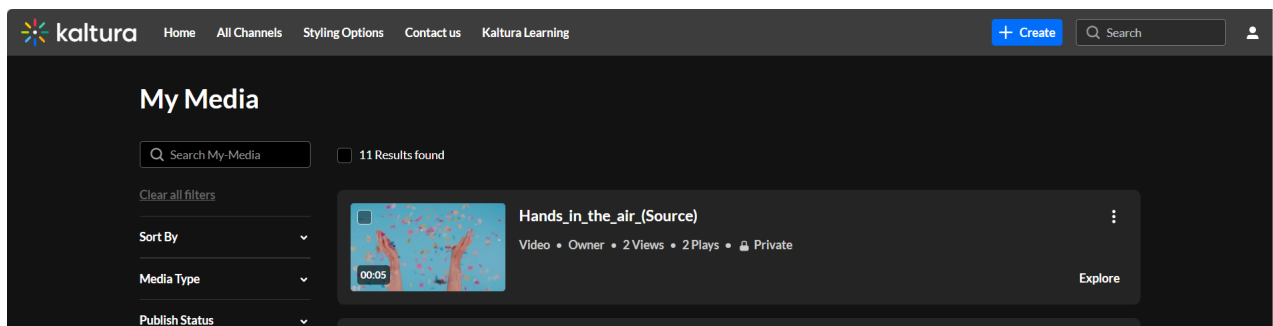 kaltura Home All Channels Styling Options Contact us Kaltura Learning + Create Search
My Media
Search My-Media
11 Results found
Clear all filters
Sort By
Media Type
Publish Status
Hands_in_the_air_(Source)
Video • Owner • 2 Views • 2 Plays • Private
00:05
Explore